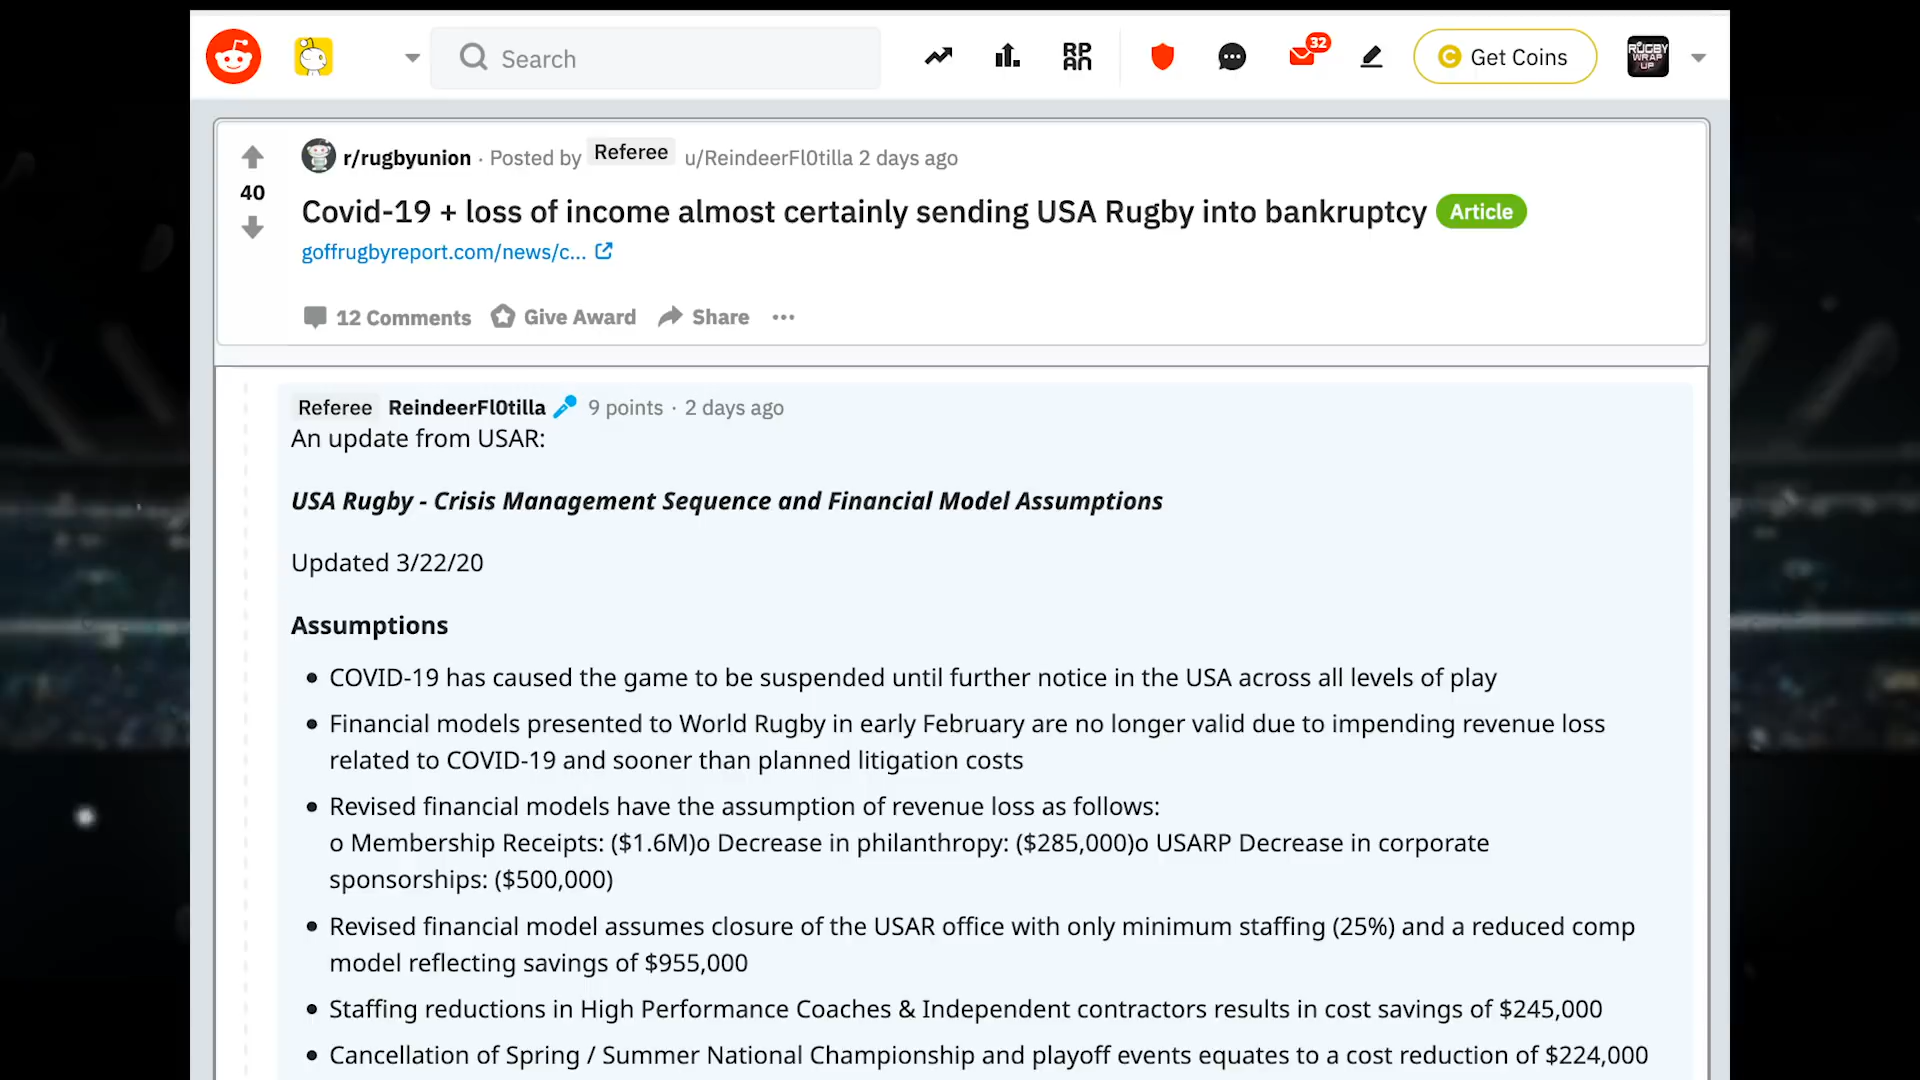 Search
RPAN
32
Get Coins
RUGBY WRAP UP
r/rugbyunion · Posted by Referee u/ReindeerFl0tilla 2 days ago
40
Covid-19 + loss of income almost certainly sending USA Rugby into bankruptcy Article
goffrugbyreport.com/news/c...
12 Comments Give Award Share ...
Referee ReindeerFl0tilla 9 points · 2 days ago
An update from USAR:
USA Rugby - Crisis Management Sequence and Financial Model Assumptions
Updated 3/22/20
Assumptions
• COVID-19 has caused the game to be suspended until further notice in the USA across all levels of play
• Financial models presented to World Rugby in early February are no longer valid due to impending revenue loss
related to COVID-19 and sooner than planned litigation costs
• Revised financial models have the assumption of revenue loss as follows:
o Membership Receipts: ($1.6M)o Decrease in philanthropy: ($285,000)o USARP Decrease in corporate
sponsorships: ($500,000)
• Revised financial model assumes closure of the USAR office with only minimum staffing (25%) and a reduced comp
model reflecting savings of $955,000
• Staffing reductions in High Performance Coaches & Independent contractors results in cost savings of $245,000
• Cancellation of Spring / Summer National Championship and playoff events equates to a cost reduction of $224,000